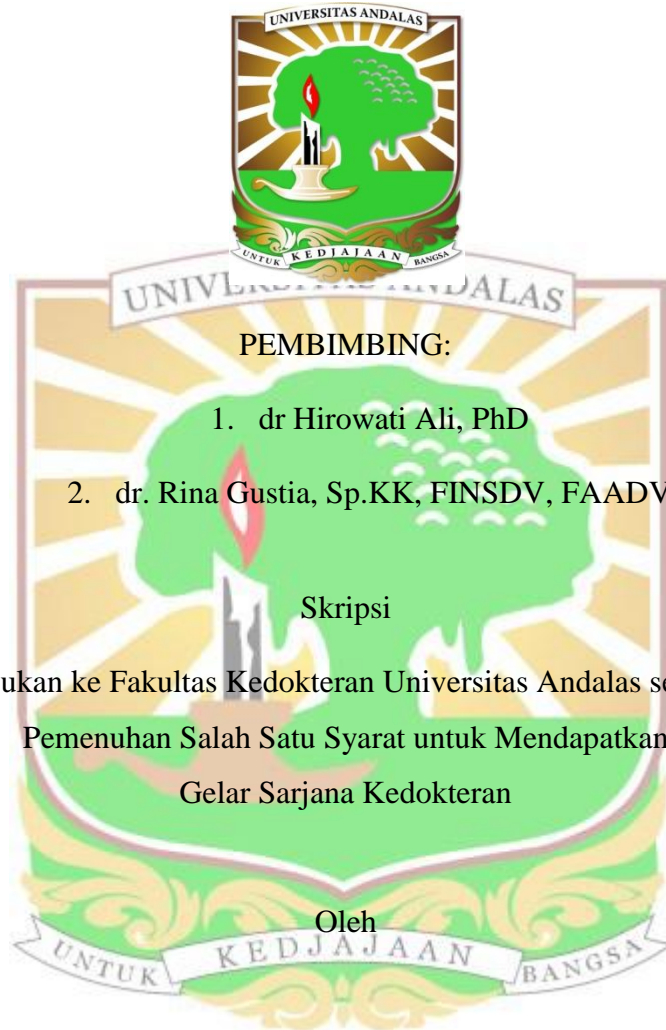 UNIVERSITAS ANDALAS
UNTUK KEDJAJAAN BANGSA
UNIVERSITAS ANDALAS
PEMBIMBING:
1. dr Hirowati Ali, PhD
2. dr. Rina Gustia, Sp.KK, FINSDV, FAADV
Skripsi
ukan ke Fakultas Kedokteran Universitas Andalas se
Pemenuhan Salah Satu Syarat untuk Mendapatkan
Gelar Sarjana Kedokteran
Oleh
UNTUK KEDJAJAAN BANGSA